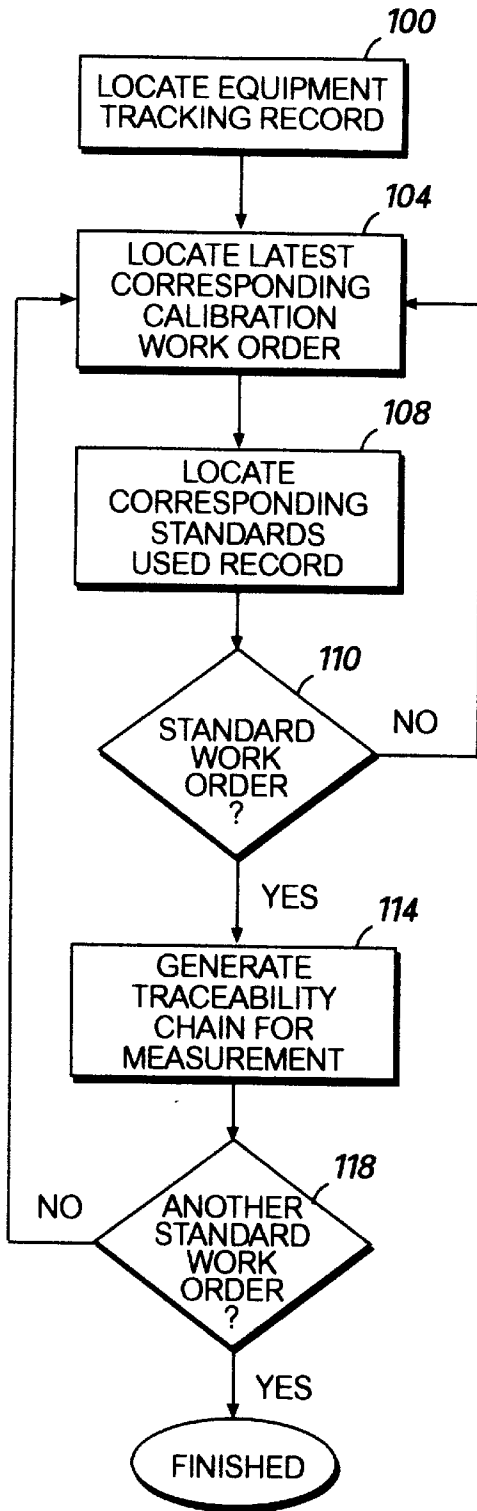 100
LOCATE EQUIPMENT
TRACKING RECORD
104
LOCATE LATEST
CORRESPONDING
CALIBRATION
WORK ORDER
108
LOCATE
CORRESPONDING
STANDARDS
USED RECORD
110
STANDARD
WORK
ORDER
?
NO
YES
114
GENERATE
TRACEABILITY
CHAIN FOR
MEASUREMENT
118
NO
ANOTHER
STANDARD
WORK
ORDER
?
YES
FINISHED